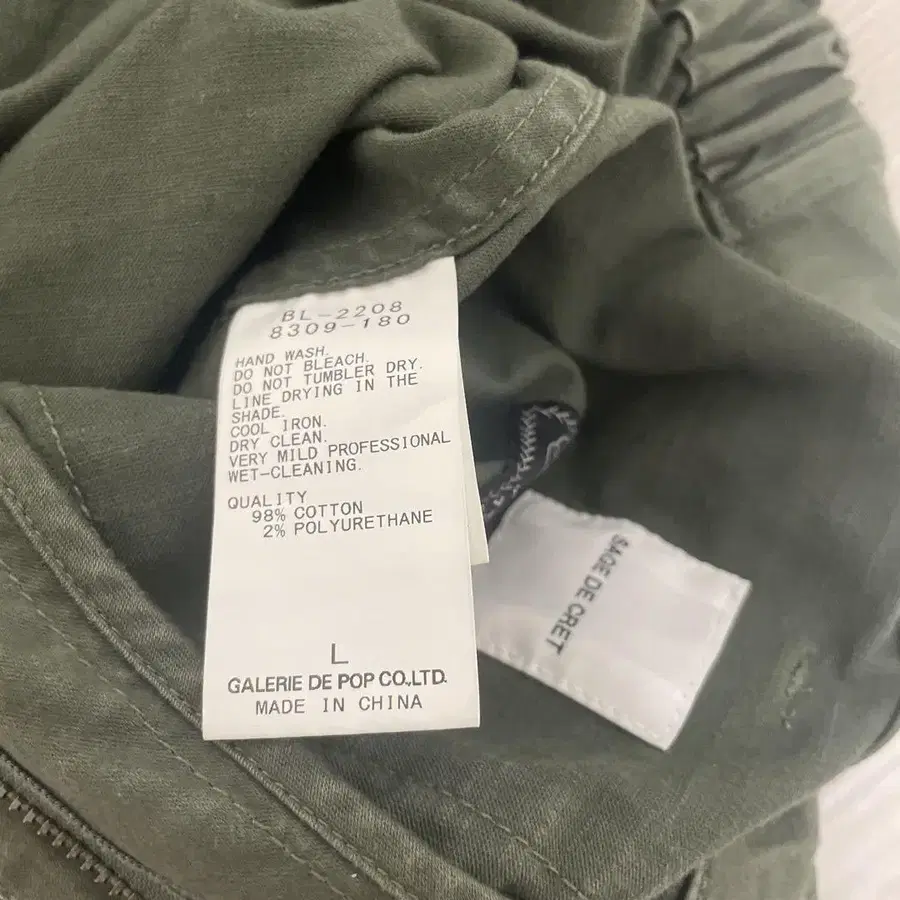 BL-2208
8309-180
HAND WASH.
DO NOT BLEACH.
DO NOT TUMBLER DRY.
LINE DRYING IN THE
SHADE.
COOL IRON.
DRY CLEAN.
VERY MILD PROFESSIONAL
WET-CLEANING.
QUALITY
98% COTTON
2% POLYURETHANE
L
GALERIE DE POP CO.,LTD.
MADE IN CHINA
SAGE DE CRET